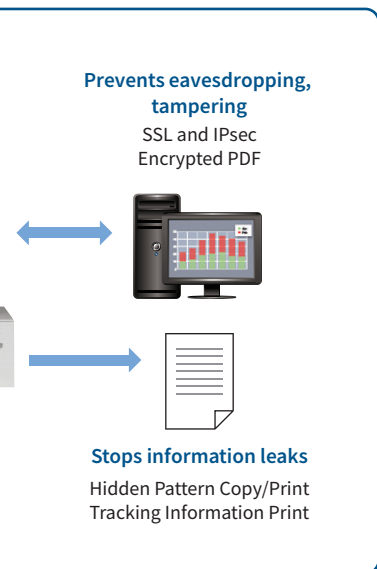 Prevents eavesdropping,
tampering
SSL and IPsec
Encrypted PDF
Stops information leaks
Hidden Pattern Copy/Print
Tracking Information Print